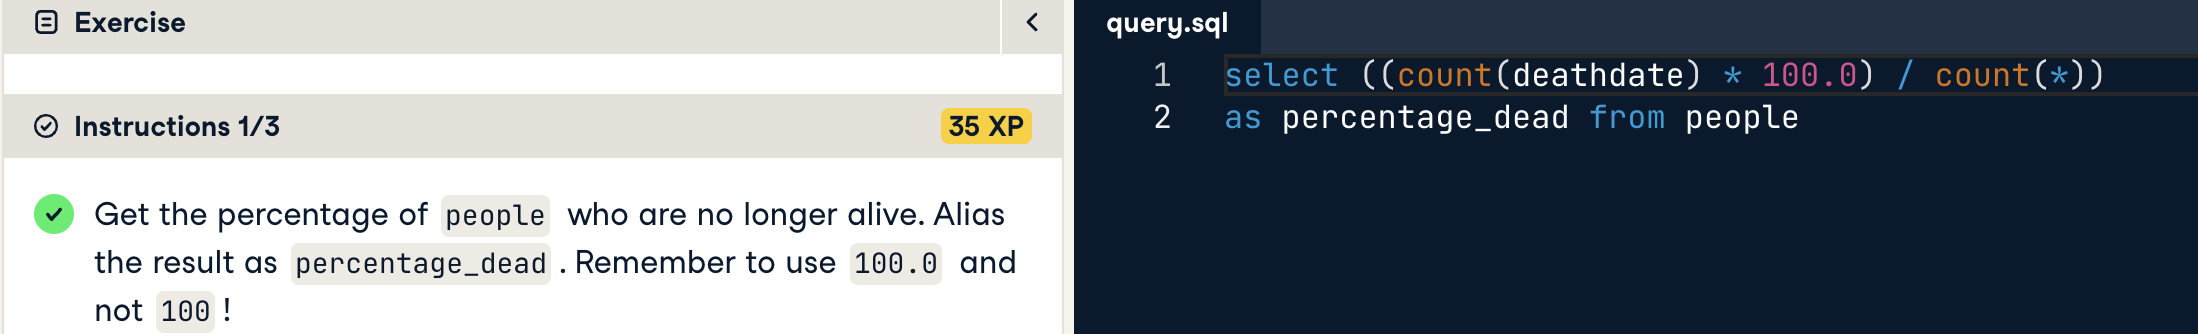 Exercise
Instructions 1/3
35 XP
Get the percentage of people who are no longer alive. Alias
the result as percentage_dead . Remember to use 100.0 and
not 100 !
query.sql
1 select ((count(deathdate) * 100.0) / count(*))
2 as percentage_dead from people